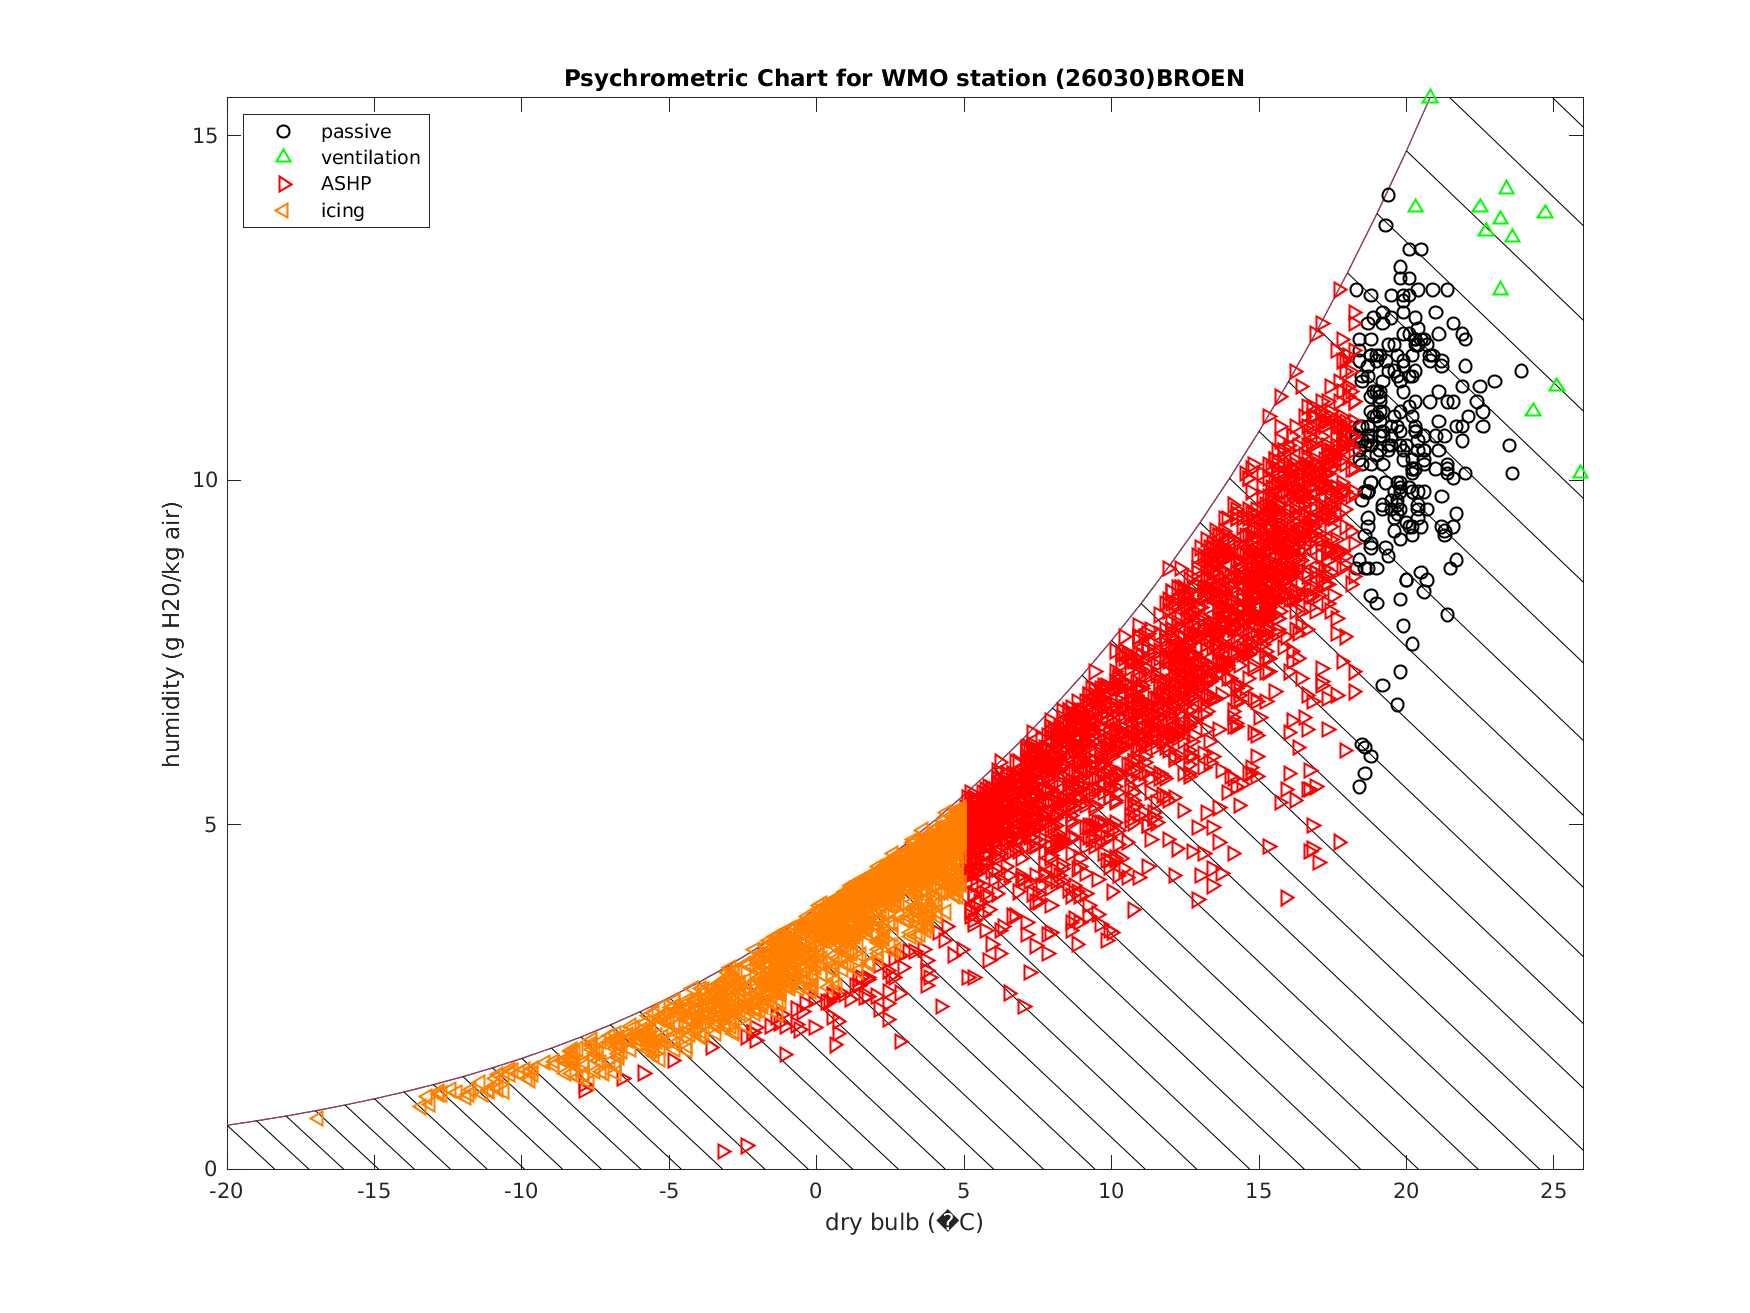 Psychrometric Chart for WMO station (26030)BROEN
passive
ventilation
ASHP
icing
humidity (g H20/kg air)
15
10
5
0
-20 -15 -10 -5 0 5 10 15 20 25
dry bulb (�C)